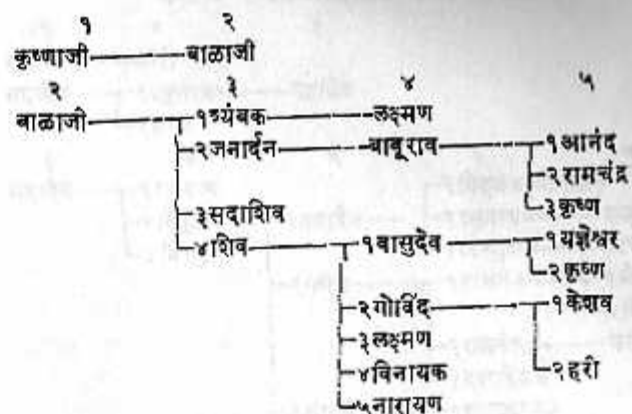 १ २
कृष्णाजी बाळाजी
२ ३ ४ ५
बाळाजी १त्र्यंबक लक्ष्मण
२जनार्दन बाबूराव १आनंद
२रामचंद्र
३सदाशिव ३कृष्ण
४शिव १वासुदेव १यज्ञेश्वर
२कृष्ण
२गोविंद १केशव
३लक्ष्मण
४विनायक २हरी
५नारायण